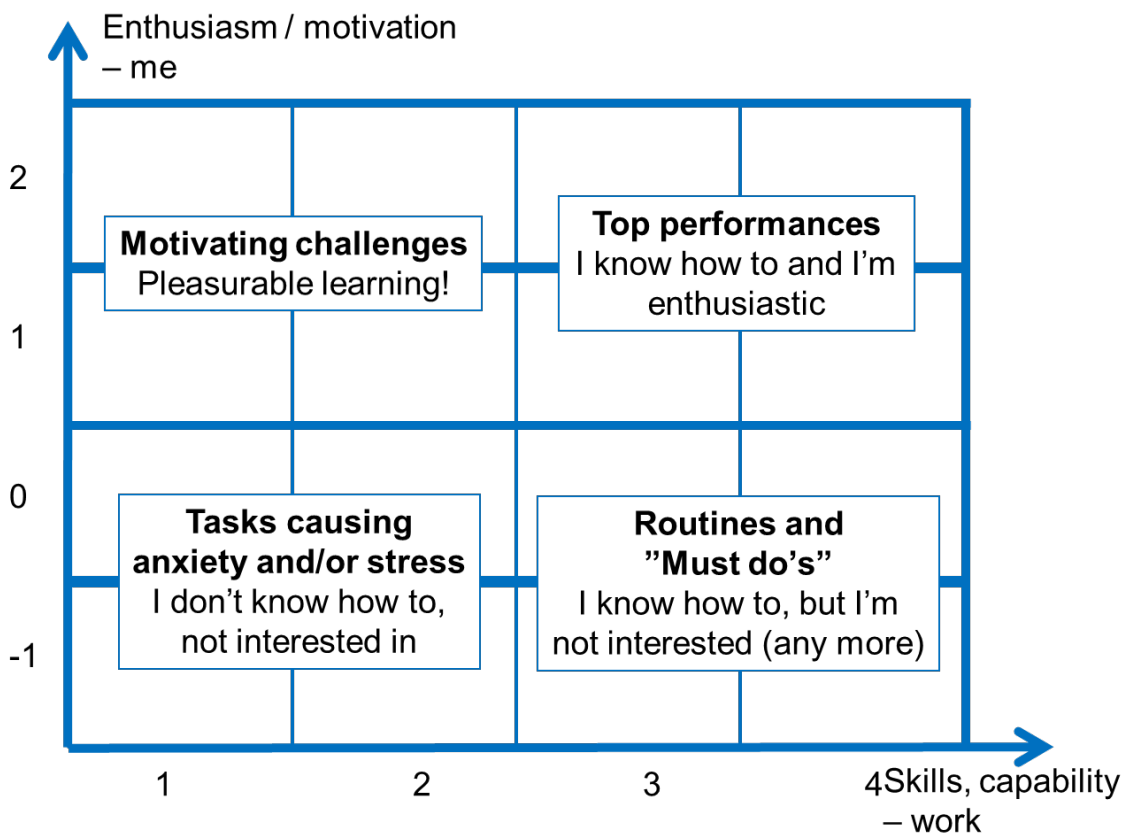 Enthusiasm / motivation
– me
2
Motivating challenges
Pleasurable learning!
Top performances
I know how to and I’m
enthusiastic
1
0
Tasks causing
anxiety and/or stress
I don’t know how to,
not interested in
Routines and
”Must do’s”
I know how to, but I’m
not interested (any more)
-1
1
2
3
4
Skills, capability
– work